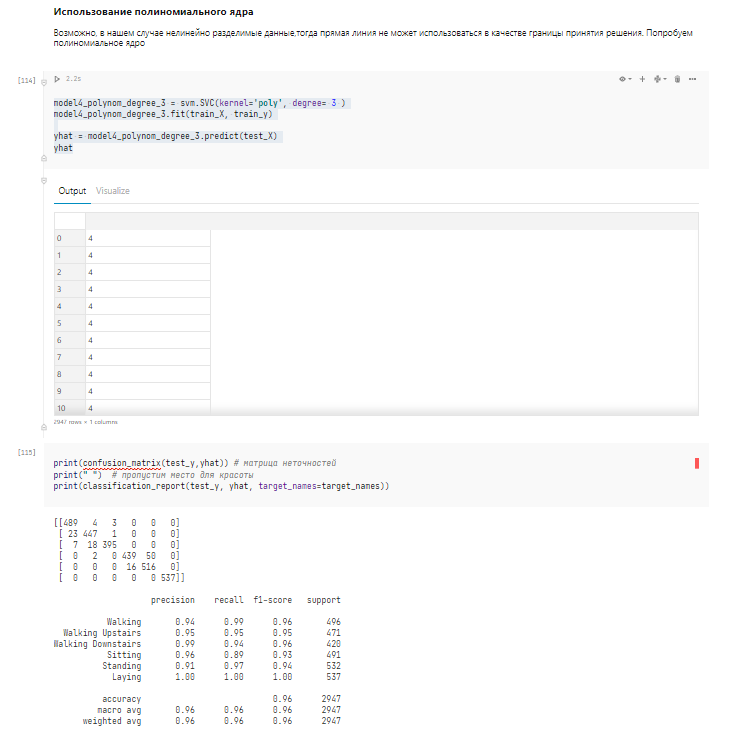 Использование полиномиального ядра
Возможно, в нашем случае нелинейно разделимые данные,тогда прямая линия не может использоваться в качестве границы принятия решения. Попробуем
полиномиальное ядро
[114] 2.2s
model4_polynom_degree_3 = svm.SVC(kernel='poly', degree= 3 )
model4_polynom_degree_3.fit(train_X, train_y)
yhat = model4_polynom_degree_3.predict(test_X)
yhat
Output Visualize
0 4
1 4
2 4
3 4
4 4
5 4
6 4
7 4
8 4
9 4
10 4
2947 rows × 1 columns
[115]
print(confusion_matrix(test_y,yhat)) # матрица неточностей
print(" ") # пропустим место для красоты
print(classification_report(test_y, yhat, target_names=target_names))
[[489 4 3 0 0 0]
[ 23 447 1 0 0 0]
[ 7 18 395 0 0 0]
[ 0 2 0 439 50 0]
[ 0 0 0 16 516 0]
[ 0 0 0 0 0 537]]
precision recall f1-score support
Walking 0.94 0.99 0.96 496
Walking Upstairs 0.95 0.95 0.95 471
Walking Downstairs 0.99 0.94 0.96 420
Sitting 0.96 0.89 0.93 491
Standing 0.91 0.97 0.94 532
Laying 1.00 1.00 1.00 537
accuracy 0.96 2947
macro avg 0.96 0.96 0.96 2947
weighted avg 0.96 0.96 0.96 2947